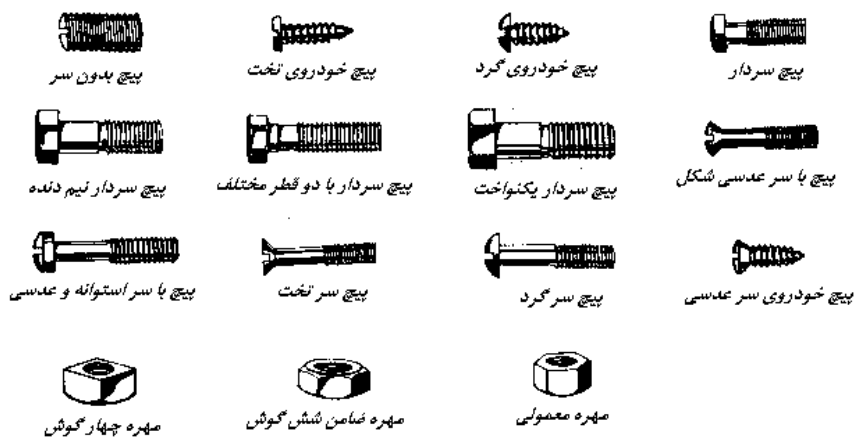 پیچ سردار
پیچ خودروی گرد
پیچ خودروی تخت
پیچ بدون سر
پیچ با سر عدسی شکل
پیچ سردار یکنواخت
پیچ سردار با دو قطر مختلف
پیچ سردار نیم دنده
پیچ خودروی سر عدسی
پیچ سر گرد
پیچ سر تخت
پیچ با سر استوانه و عدسی
مهره معمولی
مهره ضامن شش گوش
مهره چهار گوش